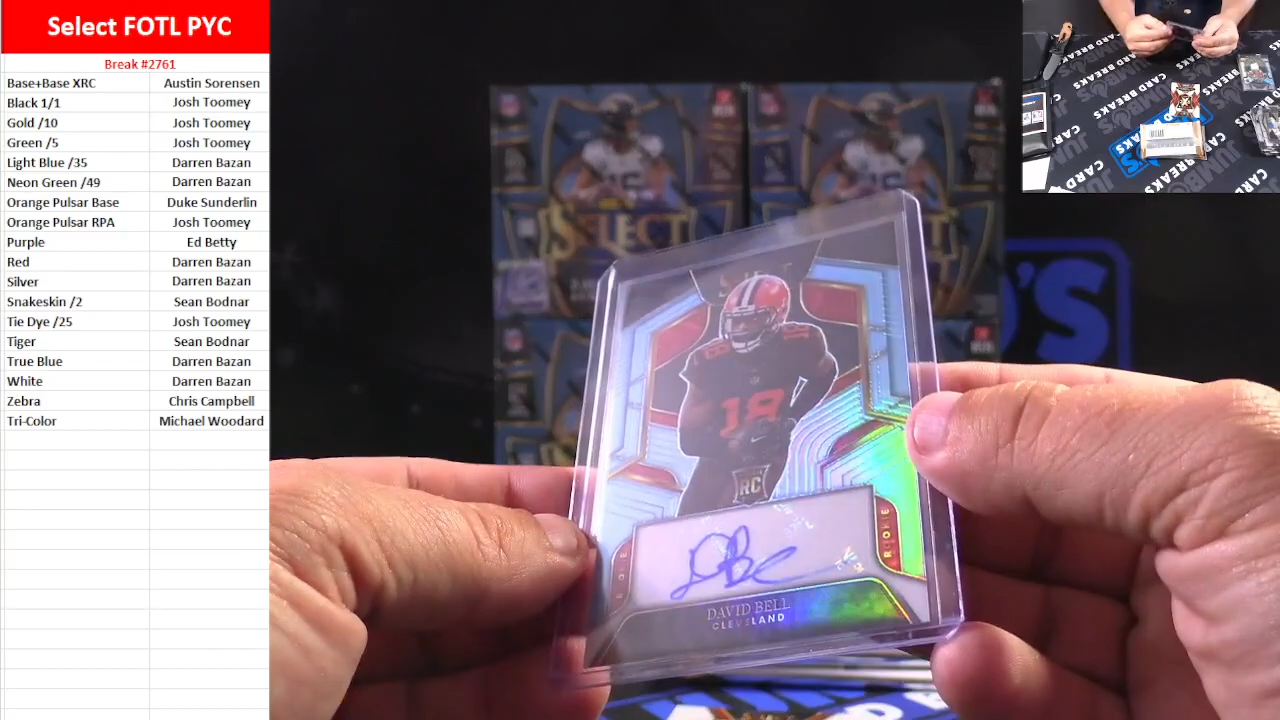 Select FOTL PYC
Break #2761
Base+Base XRC Austin Sorensen
Black 1/1 Josh Toomey
Gold /10 Josh Toomey
Green /5 Josh Toomey
Light Blue /35 Darren Bazan
Neon Green /49 Darren Bazan
Orange Pulsar Base Duke Sunderlin
Orange Pulsar RPA Josh Toomey
Purple Ed Betty
Red Darren Bazan
Silver Darren Bazan
Snakeskin /2 Sean Bodnar
Tie Dye /25 Josh Toomey
Tiger Sean Bodnar
True Blue Darren Bazan
White Darren Bazan
Zebra Chris Campbell
Tri-Color Michael Woodard
SELECT
18
RC
ROOKIE
DAVID BELL
CLEVELAND
CARD BREAKS